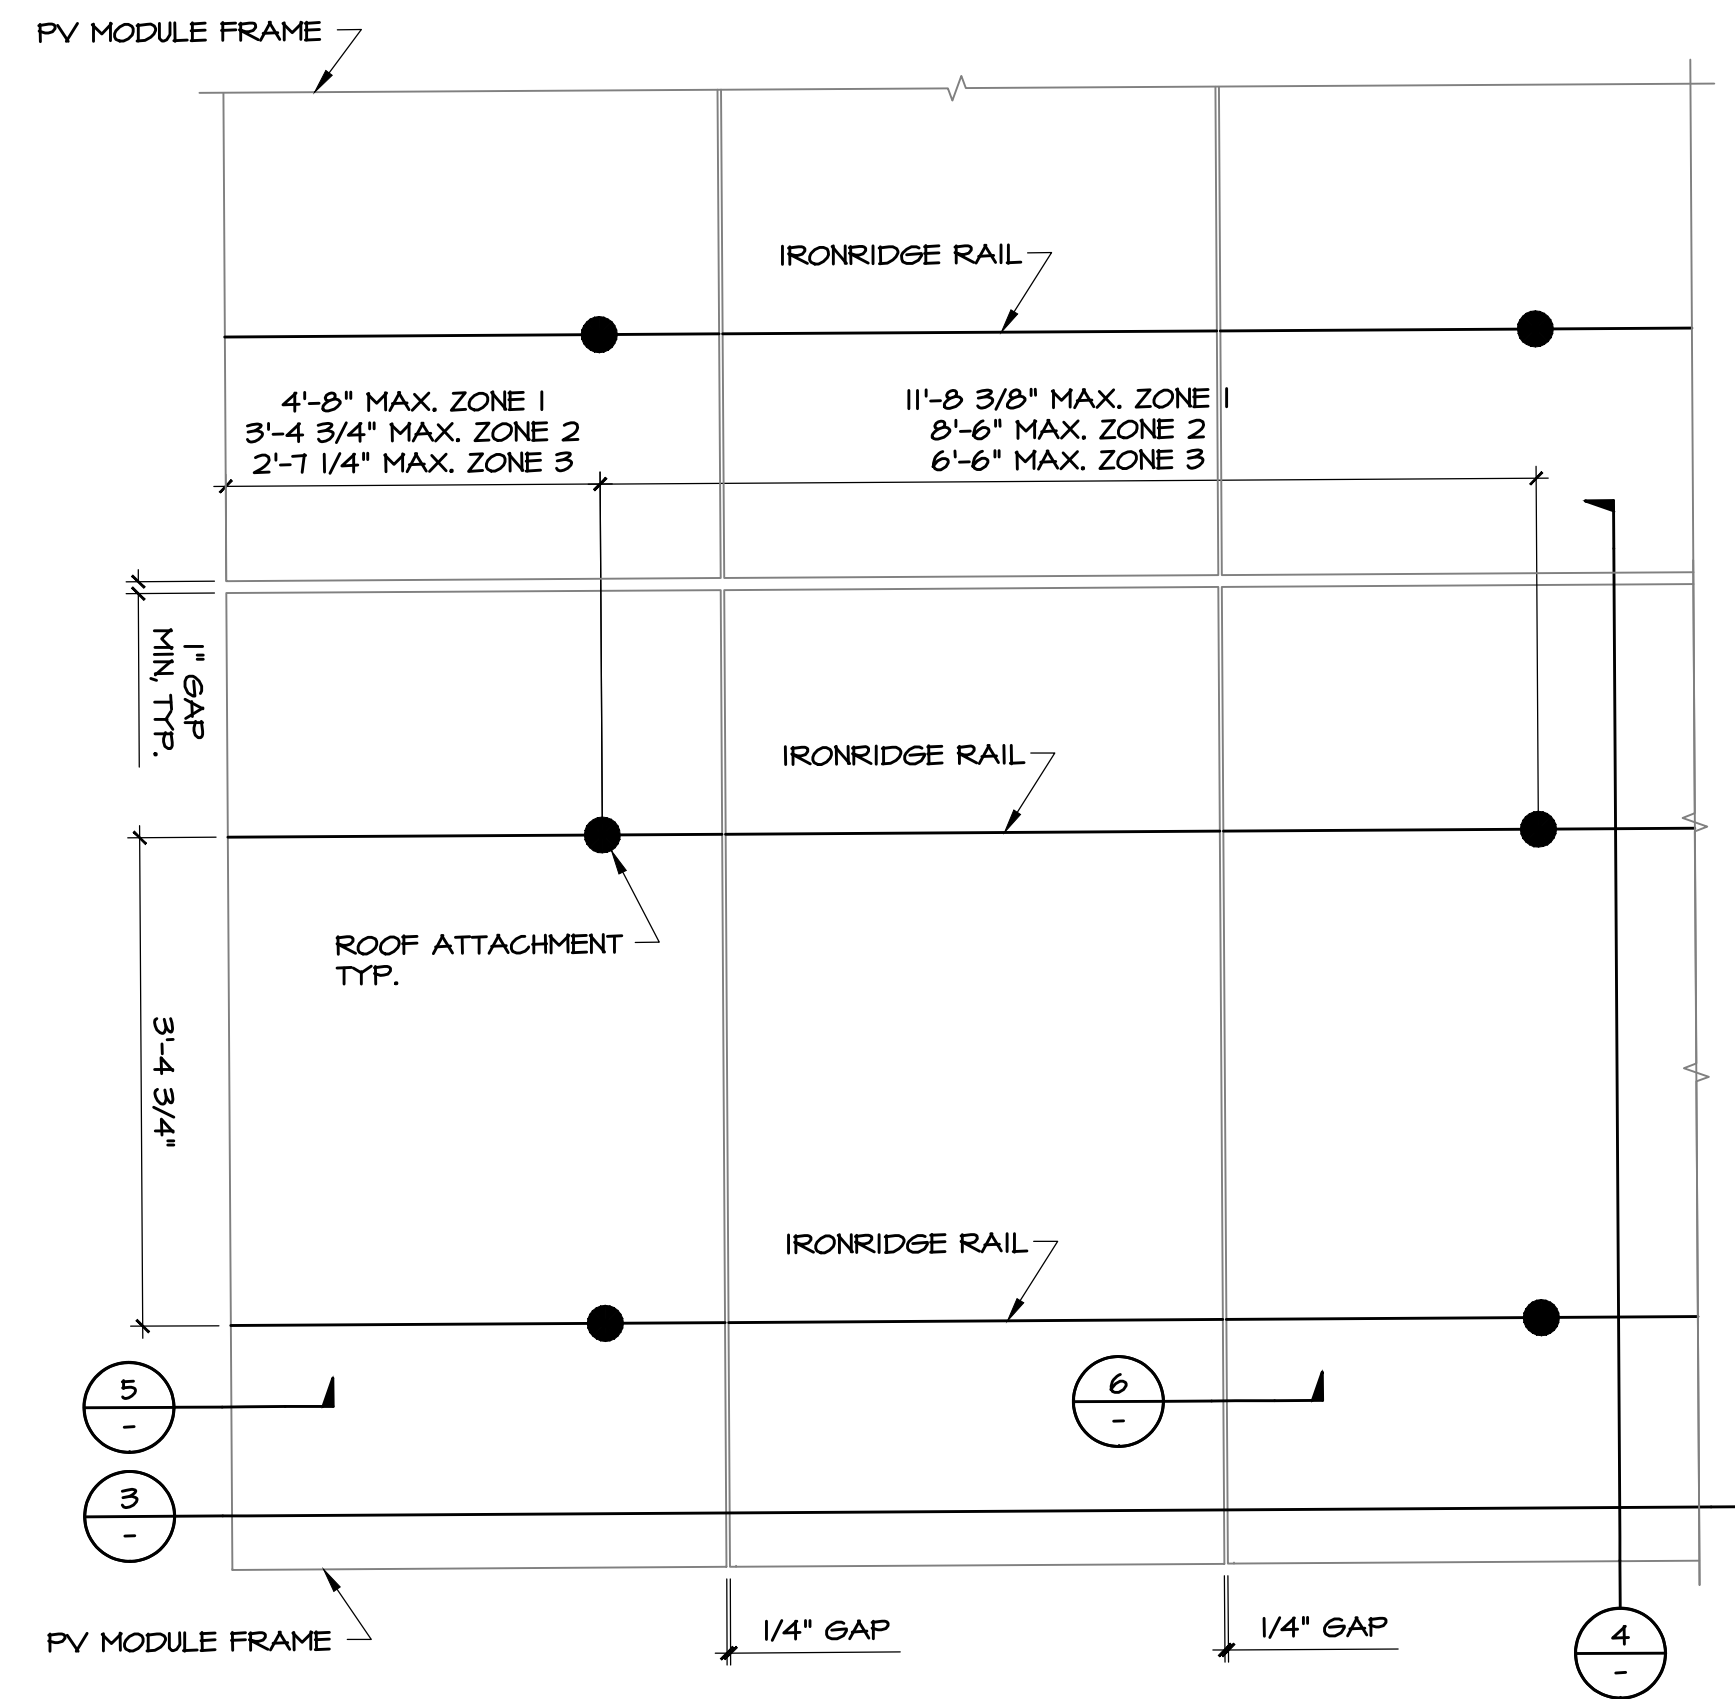 PV MODULE FRAME
IRONRIDGE RAIL
4'-8" MAX. ZONE 1
3'-4 3/4" MAX. ZONE 2
2'-7 1/4" MAX. ZONE 3
11'-8 3/8" MAX. ZONE 1
8'-6" MAX. ZONE 2
6'-6" MAX. ZONE 3
1" GAP
MIN, TYP.
IRONRIDGE RAIL
ROOF ATTACHMENT
TYP.
3'-4 3/4"
IRONRIDGE RAIL
5
-
6
-
3
-
PV MODULE FRAME
1/4" GAP
1/4" GAP
4
-